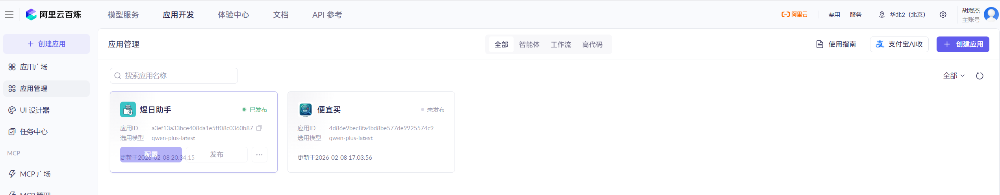 阿里云百炼
模型服务 应用开发 体验中心 文档 API 参考
阿里云 费用 服务 华北2（北京） 胡煜杰
主账号
创建应用
应用广场
应用管理
UI 设计器
任务中心
MCP
MCP 广场
MCP 管理
应用管理
全部 智能体 工作流 高代码
使用指南 支付宝AI收 创建应用
搜索应用名称
全部
煜日助手 已发布
应用ID a3ef13a33bce408da1e5ff08c0360b87
选用模型 qwen-plus-latest
配置 发布
更新于2026-02-08 20:34:15
便宜买 未发布
应用ID 4d86e9bec8fa4bd8be577de9925574c9
选用模型 qwen-plus-latest
更新于2026-02-08 17:03:56